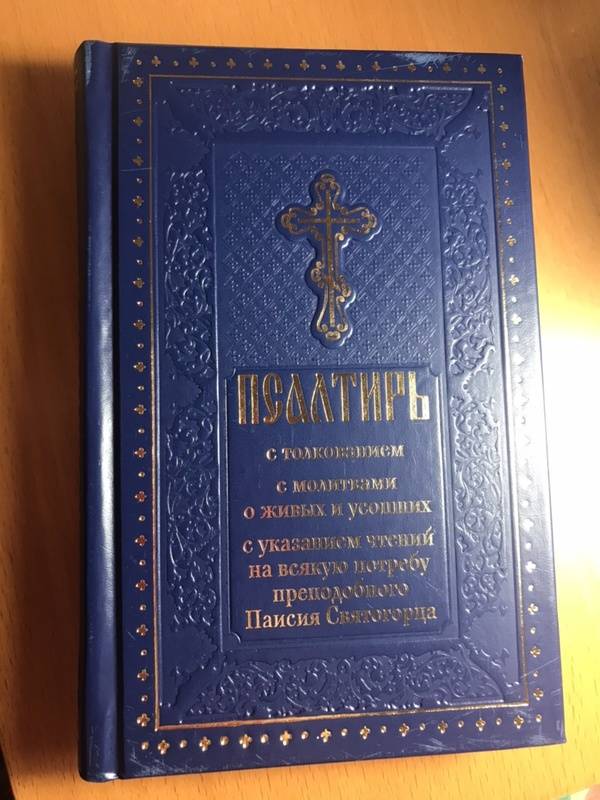 ПСАЛТИРЬ
с толкованием
с молитвами
о живых и усопших
с указанием чтений
на всякую потребу
преподобного
Паисия Святогорца